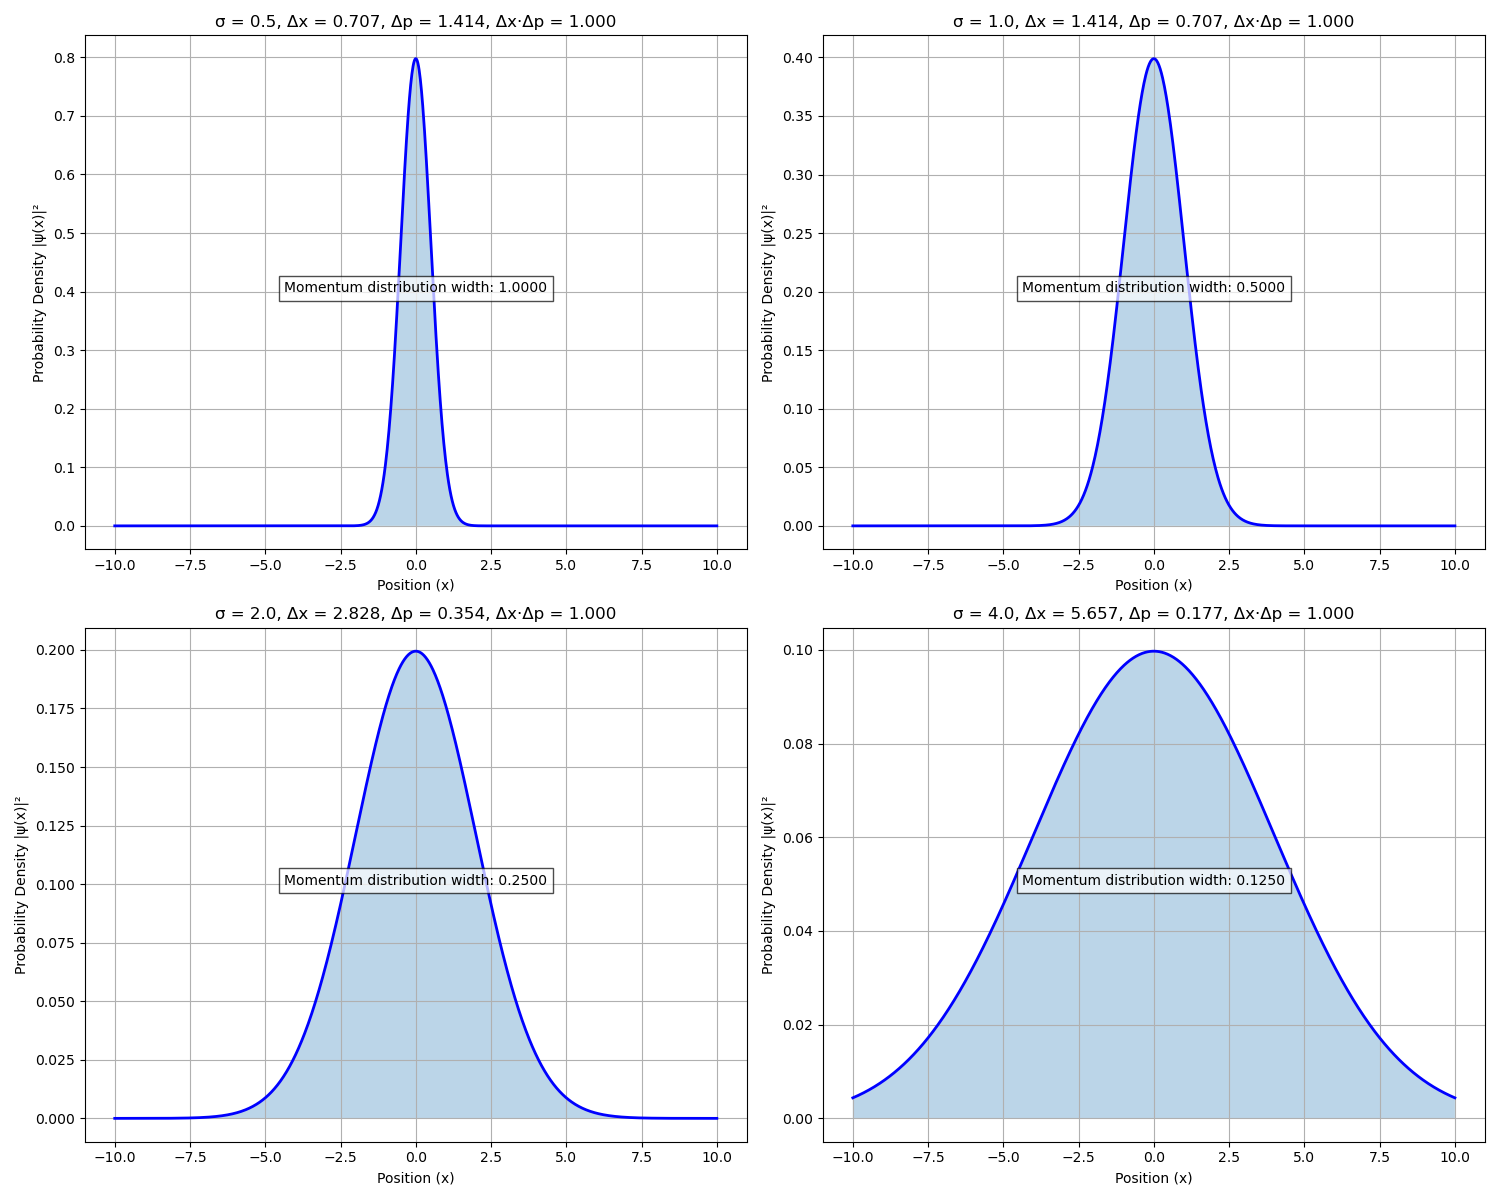 σ = 0.5, Δx = 0.707, Δp = 1.414, Δx·Δp = 1.000
0.8
0.7
0.6
0.5
0.4
0.3
0.2
0.1
0.0
Probability Density |ψ(x)|²
Momentum distribution width: 1.0000
−10.0 −7.5 −5.0 −2.5 0.0 2.5 5.0 7.5 10.0
Position (x)
σ = 1.0, Δx = 1.414, Δp = 0.707, Δx·Δp = 1.000
0.40
0.35
0.30
0.25
0.20
0.15
0.10
0.05
0.00
Probability Density |ψ(x)|²
Momentum distribution width: 0.5000
−10.0 −7.5 −5.0 −2.5 0.0 2.5 5.0 7.5 10.0
Position (x)
σ = 2.0, Δx = 2.828, Δp = 0.354, Δx·Δp = 1.000
0.200
0.175
0.150
0.125
0.100
0.075
0.050
0.025
0.000
Probability Density |ψ(x)|²
Momentum distribution width: 0.2500
−10.0 −7.5 −5.0 −2.5 0.0 2.5 5.0 7.5 10.0
Position (x)
σ = 4.0, Δx = 5.657, Δp = 0.177, Δx·Δp = 1.000
0.10
0.08
0.06
0.04
0.02
0.00
Probability Density |ψ(x)|²
Momentum distribution width: 0.1250
−10.0 −7.5 −5.0 −2.5 0.0 2.5 5.0 7.5 10.0
Position (x)